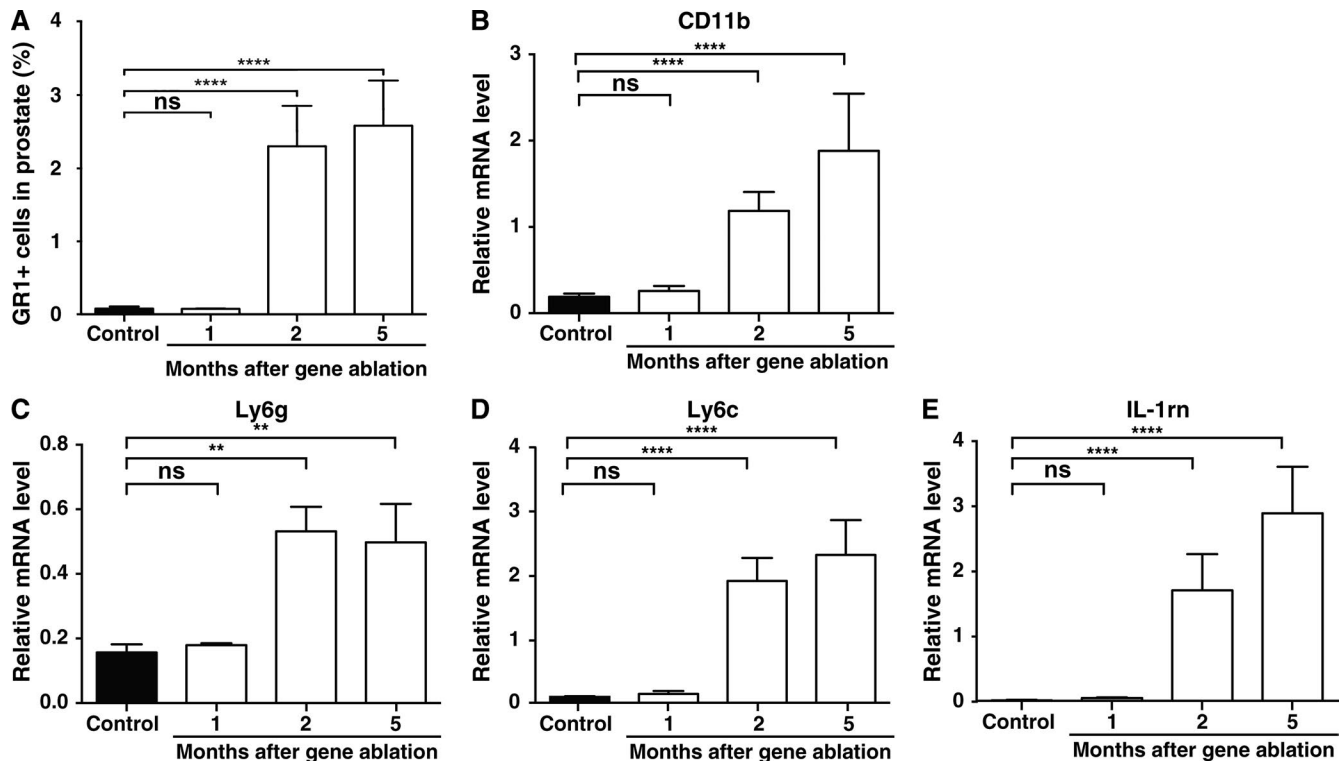 A
GR1+ cells in prostate (%)
4
3
2
1
0
****
****
ns
Control 1 2 5
Months after gene ablation
B
CD11b
Relative mRNA level
3
2
1
0
****
****
ns
Control 1 2 5
Months after gene ablation
C
Ly6g
Relative mRNA level
0.8
0.6
0.4
0.2
0.0
**
**
ns
Control 1 2 5
Months after gene ablation
D
Ly6c
Relative mRNA level
4
3
2
1
0
****
****
ns
Control 1 2 5
Months after gene ablation
E
IL-1rn
Relative mRNA level
4
3
2
1
0
****
****
ns
Control 1 2 5
Months after gene ablation